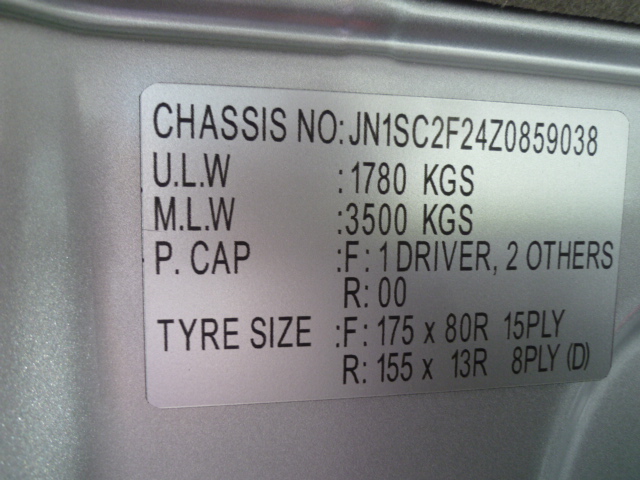 CHASSIS NO:JN1SC2F24Z0859038
U.L.W :1780 KGS
M.L.W :3500 KGS
P. CAP :F: 1 DRIVER, 2 OTHERS
R: 00
TYRE SIZE :F: 175 x 80R 15PLY
R: 155 x 13R 8PLY (D)